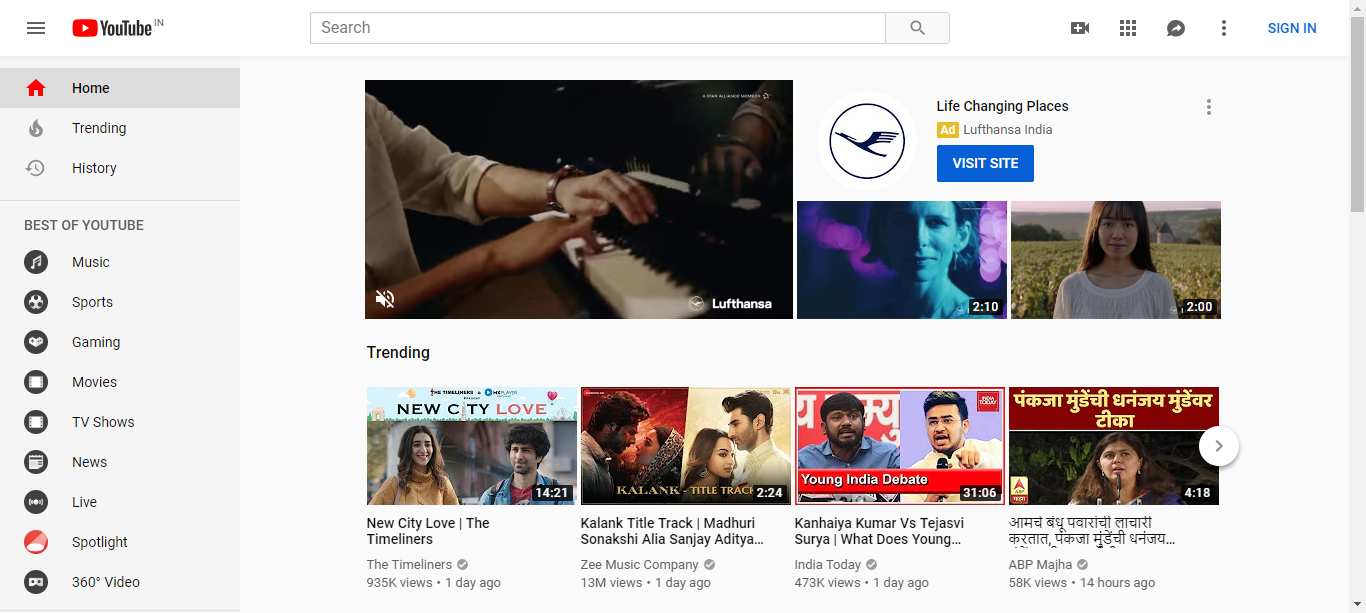 YouTube IN
Search
SIGN IN
Home
Trending
History
BEST OF YOUTUBE
Music
Sports
Gaming
Movies
TV Shows
News
Live
Spotlight
360° Video
A STAR ALLIANCE MEMBER
Lufthansa
Life Changing Places
Ad Lufthansa India
VISIT SITE
2:10
2:00
Trending
THE TIMELINERS & MX PLAYER
NEW CITY LOVE
14:21
New City Love | The
Timeliners
The Timeliners
935K views • 1 day ago
KALANK - TITLE TRACK
2:24
Kalank Title Track | Madhuri
Sonakshi Alia Sanjay Aditya...
Zee Music Company
13M views • 1 day ago
INDIA
TODAY
Young India Debate
31:06
Kanhaiya Kumar Vs Tejasvi
Surya | What Does Young...
India Today
473K views • 1 day ago
पंकजा मुंडेंची धनंजय मुंडेंवर
टीका
ABP
माझा
4:18
आमचे बंधू पवारांची लाचारी
करतात, पंकजा मुंडेंची धनंजय...
ABP Majha
58K views • 14 hours ago